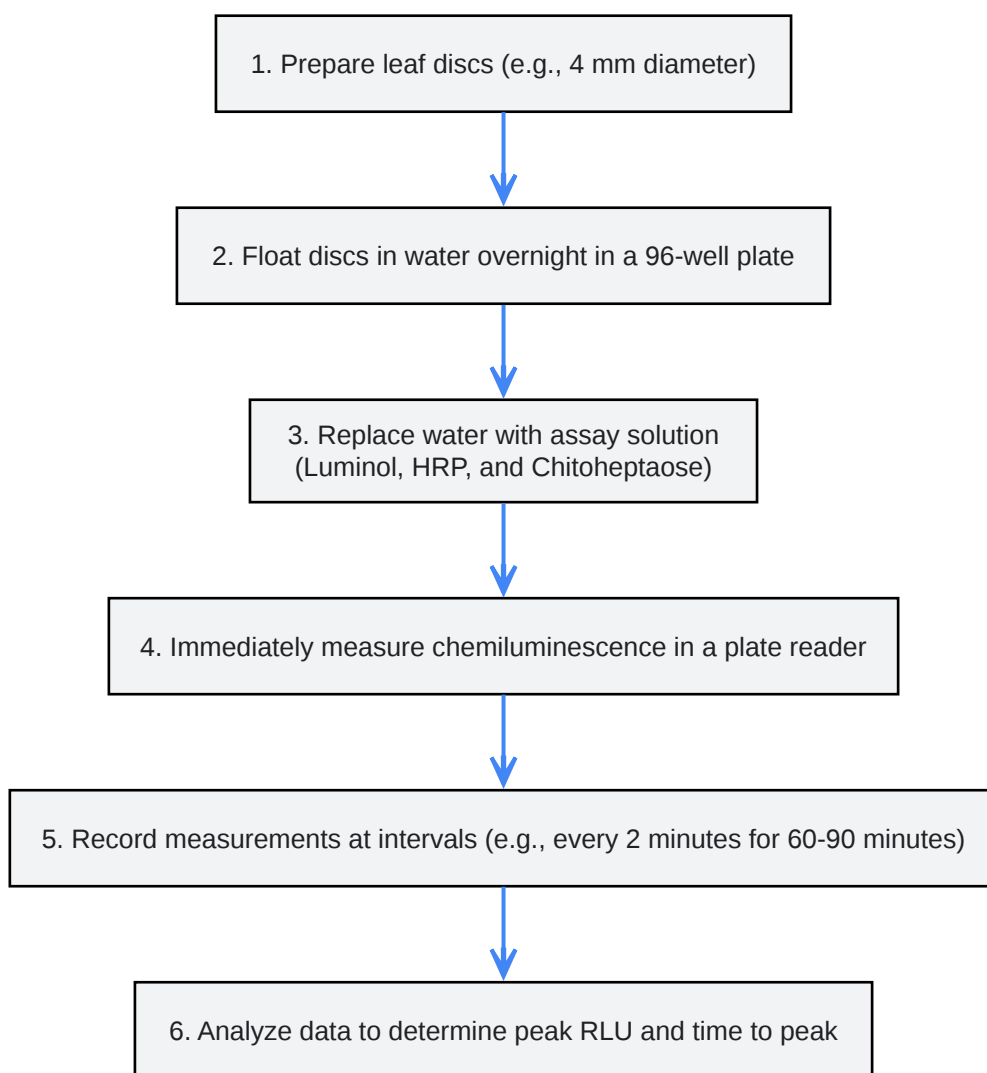 1. Prepare leaf discs (e.g., 4 mm diameter)
2. Float discs in water overnight in a 96-well plate
3. Replace water with assay solution
(Luminol, HRP, and Chitoheptaose)
4. Immediately measure chemiluminescence in a plate reader
5. Record measurements at intervals (e.g., every 2 minutes for 60-90 minutes)
6. Analyze data to determine peak RLU and time to peak